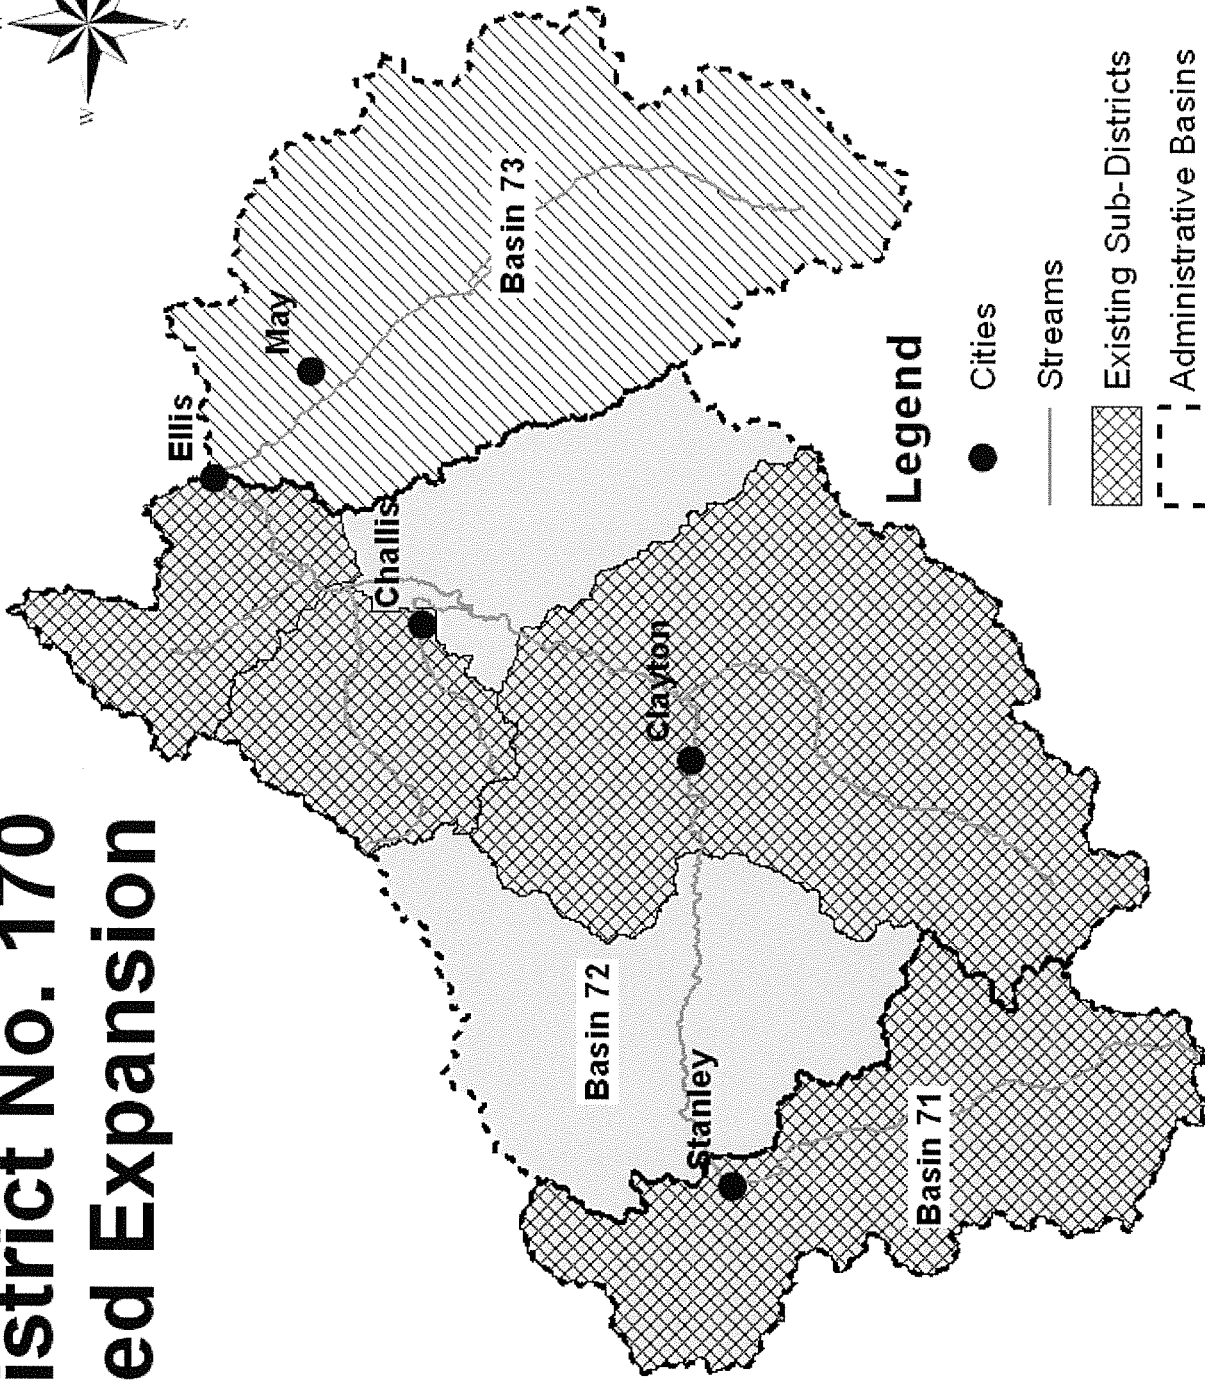 istrict No. 170
ed Expansion
S
W
Ellis
May
Challis
Basin 73
Clayton
Basin 72
Stanley
Basin 71
Legend
Cities
Streams
Existing Sub-Districts
Administrative Basins